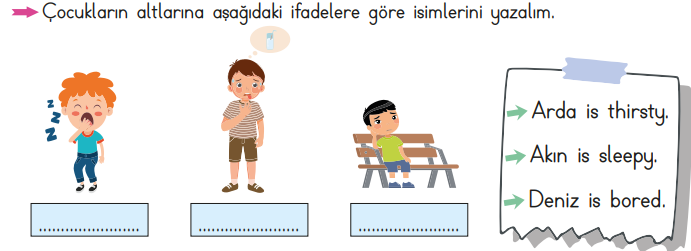 Çocukların altlarına aşağıdaki ifadelere göre isimlerini yazalım.
z
z
z
Arda is thirsty.
Akın is sleepy.
Deniz is bored.